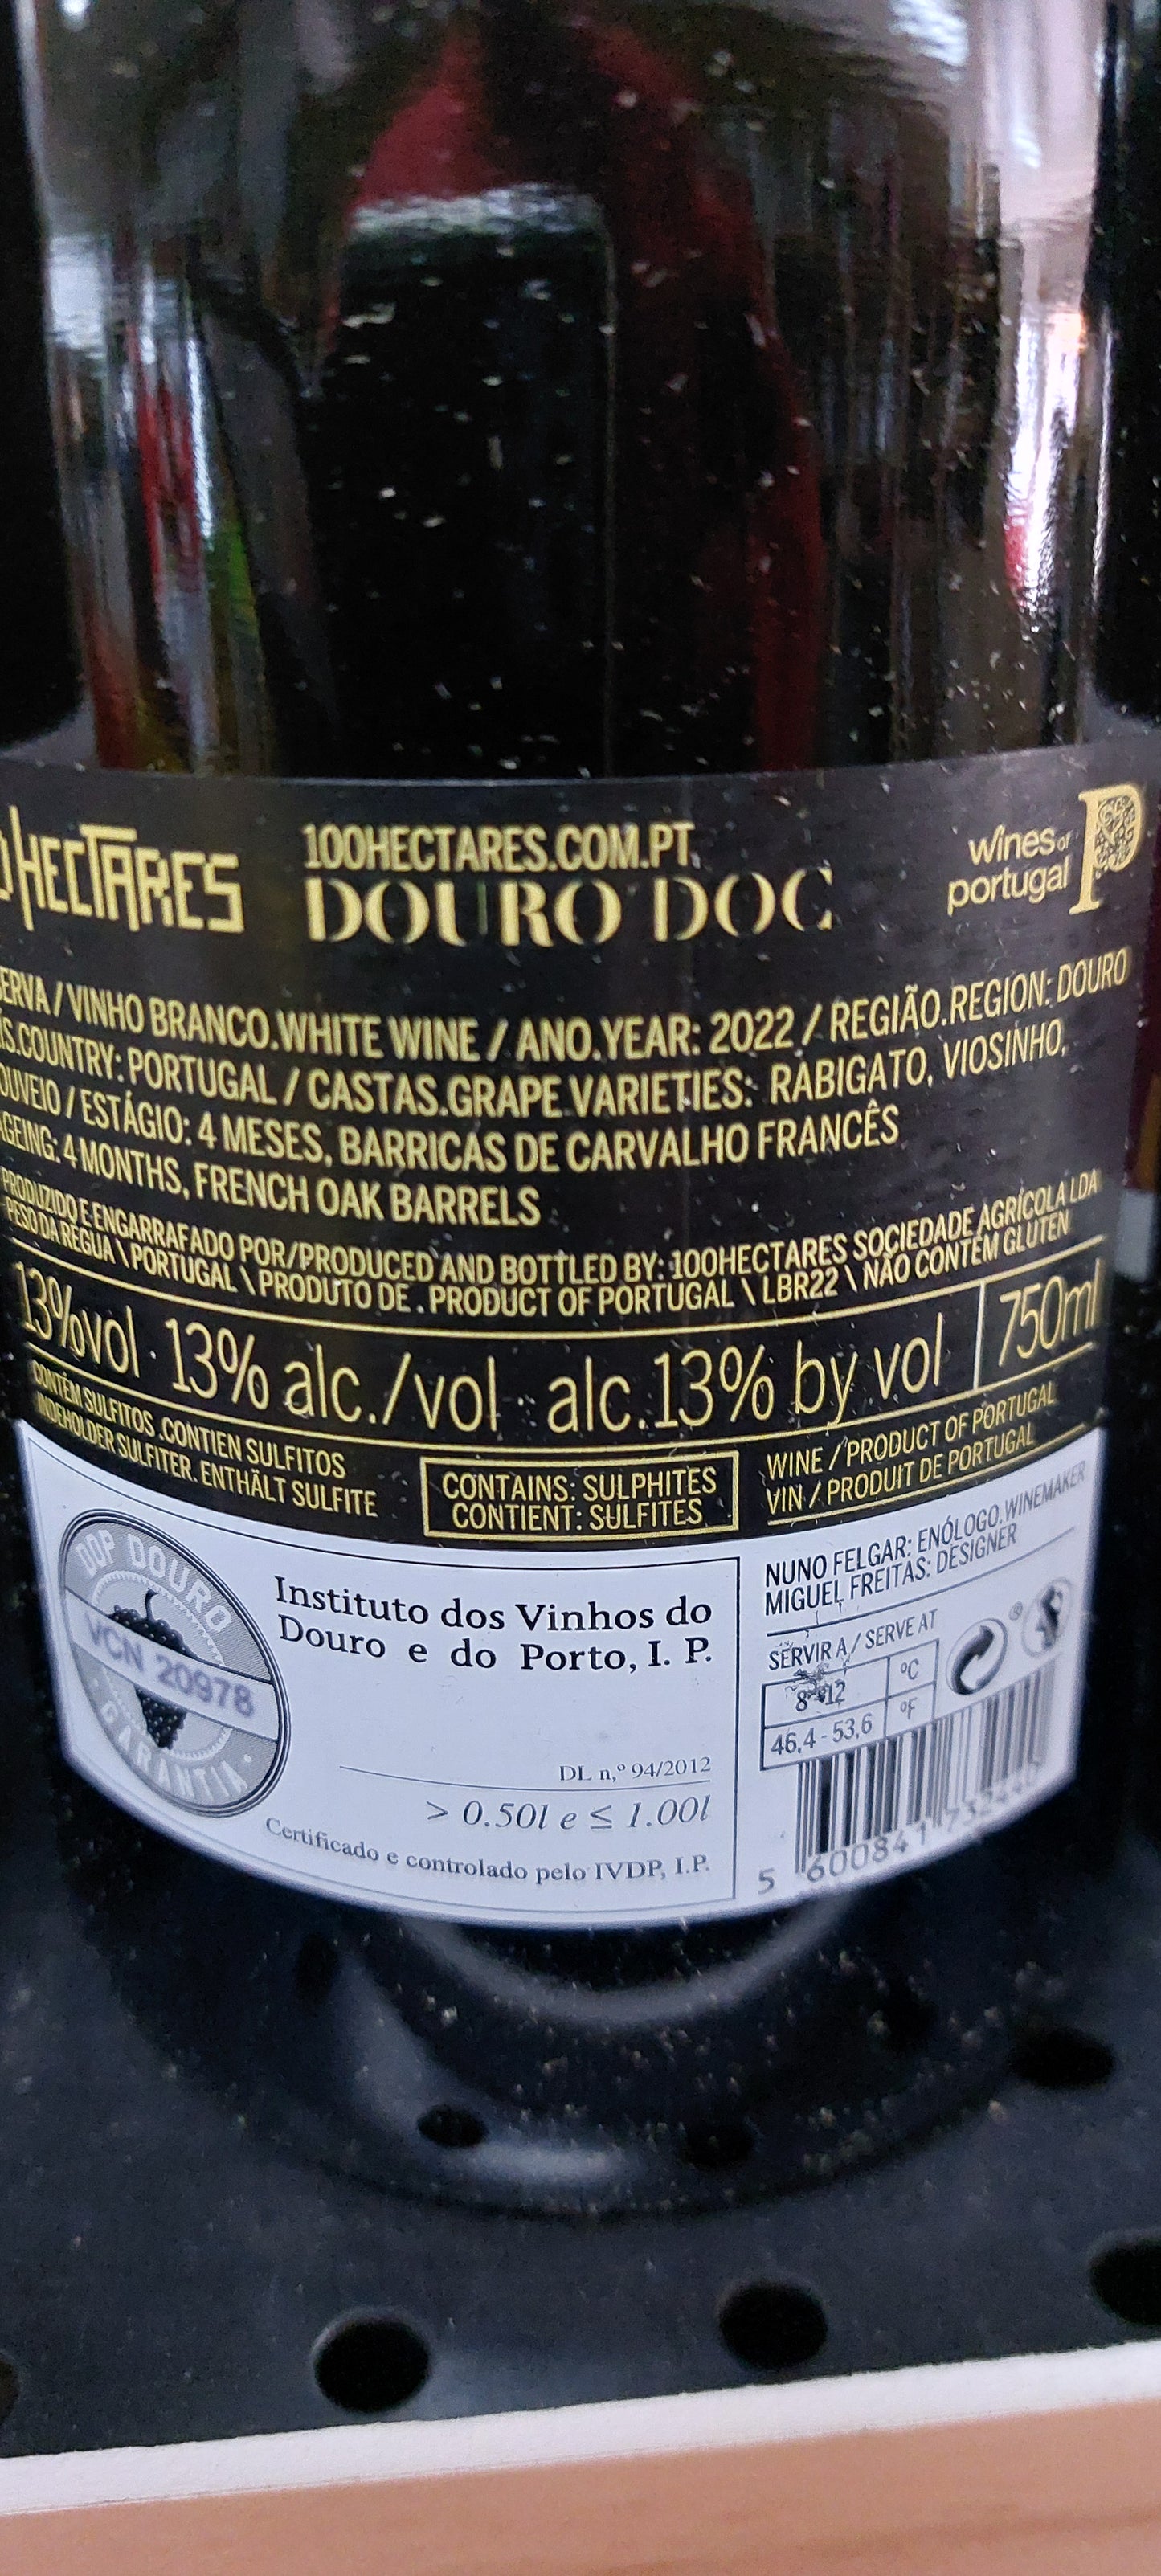 HECTARES
100HECTARES.COM.PT
DOURO DOC
wines of
portugal
ERVA / VINHO BRANCO.WHITE WINE / ANO.YEAR: 2022 / REGIÃO.REGION: DOURO
ÍS.COUNTRY: PORTUGAL / CASTAS.GRAPE VARIETIES: RABIGATO, VIOSINHO,
OUVEIO / ESTÁGIO: 4 MESES, BARRICAS DE CARVALHO FRANCÊS
GEING: 4 MONTHS, FRENCH OAK BARRELS
PRODUZIDO E ENGARRAFADO POR/PRODUCED AND BOTTLED BY: 100HECTARES SOCIEDADE AGRÍCOLA LDA
PESO DA RÉGUA \ PORTUGAL \ PRODUTO DE . PRODUCT OF PORTUGAL \ LBR22 \ NÃO CONTÉM GLUTEN
13%vol · 13% alc./vol · alc.13% by vol 750ml
CONTÉM SULFITOS .CONTIEN SULFITOS
INDEHOLDER SULFITER. ENTHÄLT SULFITE
CONTAINS: SULPHITES
CONTIENT: SULFITES
WINE / PRODUCT OF PORTUGAL
VIN / PRODUIT DE PORTUGAL
DOP DOURO
VCN 20978
GARANTIA
Instituto dos Vinhos do
Douro e do Porto, I. P.
DL n,º 94/2012
> 0.50l e ≤ 1.00l
Certificado e controlado pelo IVDP, I.P.
NUNO FELGAR: ENÓLOGO.WINEMAKER
MIGUEL FREITAS: DESIGNER
SERVIR A / SERVE AT
8-12 ºC
46,4 - 53,6 ºF
®
5 600841